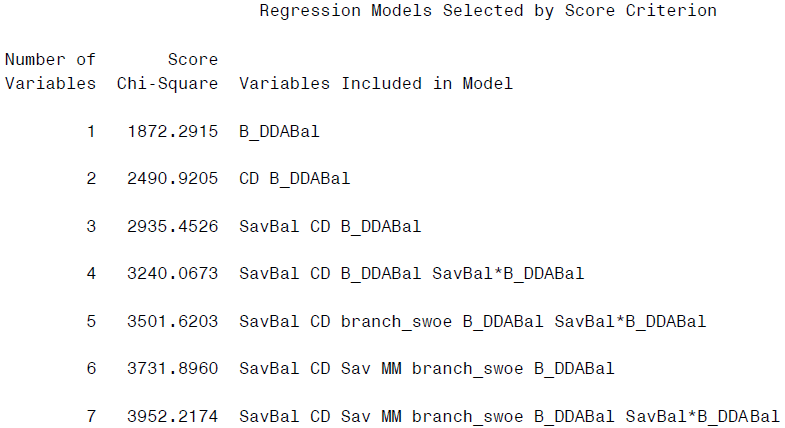 Regression Models Selected by Score Criterion
Number of Score
Variables Chi-Square Variables Included in Model
1 1872.2915 B_DDABal
2 2490.9205 CD B_DDABal
3 2935.4526 SavBal CD B_DDABal
4 3240.0673 SavBal CD B_DDABal SavBal*B_DDABal
5 3501.6203 SavBal CD branch_swoe B_DDABal SavBal*B_DDABal
6 3731.8960 SavBal CD Sav MM branch_swoe B_DDABal
7 3952.2174 SavBal CD Sav MM branch_swoe B_DDABal SavBal*B_DDABal